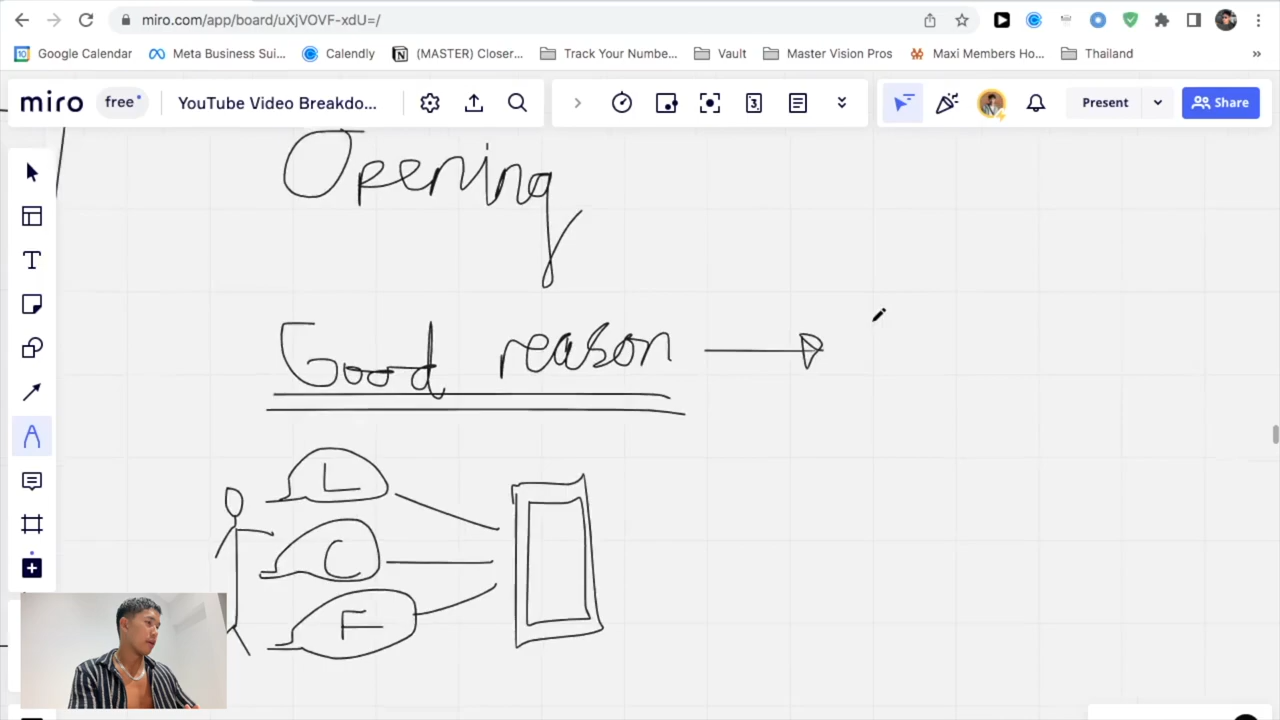 miro.com/app/board/uXjVOVF-xdU=/
10 Google Calendar Meta Business Sui... Calendly (MASTER) Closer... Track Your Numbe... Vault Master Vision Pros Maxi Members Ho... Thailand »
miro free YouTube Video Breakdo... 3 Present Share
T
Opening
Good reason
L
C
F